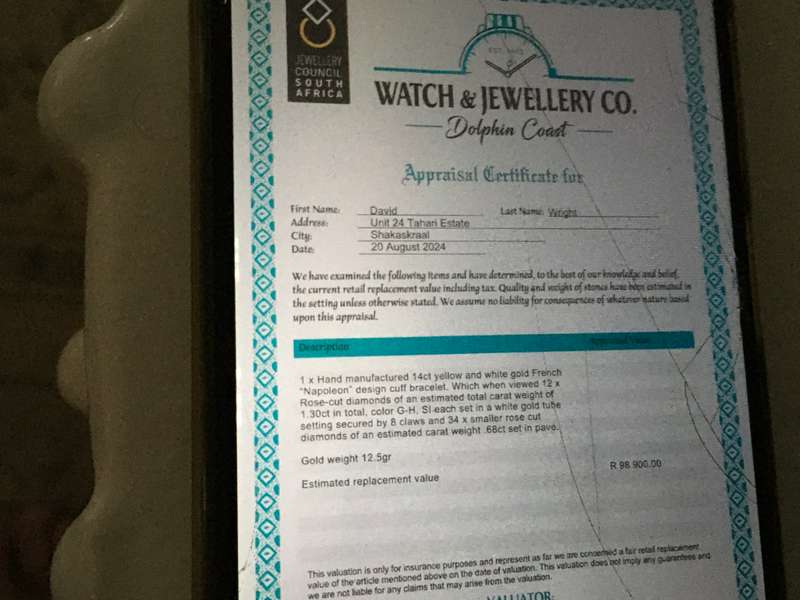 JEWELLERY
COUNCIL
SOUTH
AFRICA
WATCH & JEWELLERY CO.
Dolphin Coast
Appraisal Certificate for
First Name: David Last Name: Wright
Address: Unit 24 Tahari Estate
City: Shakaskraal
Date: 20 August 2024
We have examined the following items and have determined, to the best of our knowledge and belief,
the current retail replacement value including tax. Quality and weight of stones have been estimated in
the setting unless otherwise stated. We assume no liability for consequences of whatever nature based
upon this appraisal.
Description
1 x Hand manufactured 14ct yellow and white gold French
"Napoleon" design cuff bracelet. Which when viewed 12 x
Rose-cut diamonds of an estimated total carat weight of
1.30ct in total, color G-H, SI each set in a white gold tube
setting secured by 8 claws and 34 x smaller rose cut
diamonds of an estimated carat weight .68ct set in pave.
Gold weight 12.5gr
Estimated replacement value R 98 900.00
This valuation is only for insurance purposes and represent as far we are concerned a fair retail replacement
value of the article mentioned above on the date of valuation. This valuation does not imply any guarantee and
we are not liable for any claims that may arise from the valuation.
VALUATOR: